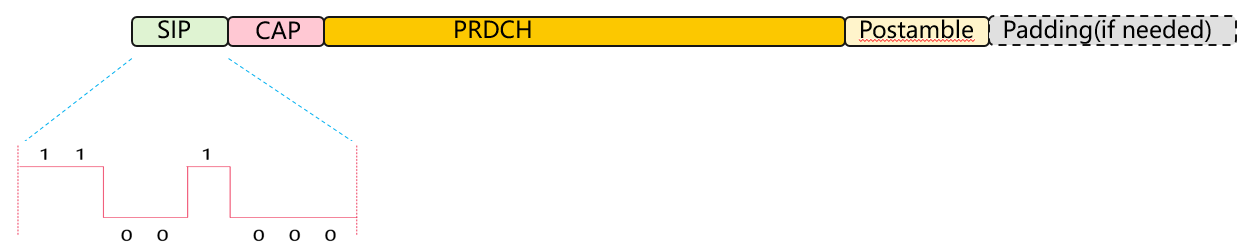 SIP CAP PRDCH Postamble Padding(if needed)
1 1 1
0 0 0 0 0